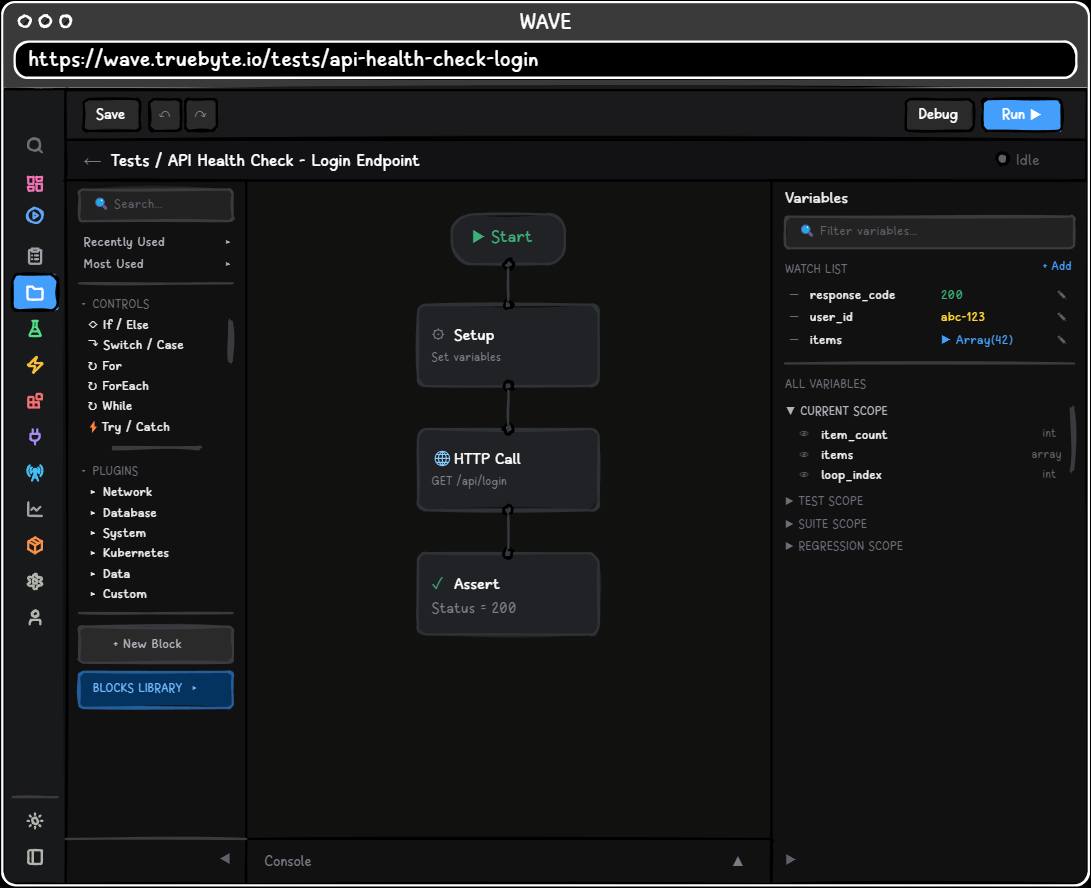 WAVE
https://wave.truebyte.io/tests/api-health-check-login
Save
Debug
Run
Tests / API Health Check - Login Endpoint
Idle
Search...
Recently Used
Most Used
- CONTROLS
If / Else
Switch / Case
For
ForEach
While
Try / Catch
- PLUGINS
Network
Database
System
Kubernetes
Data
Custom
+ New Block
BLOCKS LIBRARY
Start
Setup
Set variables
HTTP Call
GET /api/login
Assert
Status = 200
Console
Variables
Filter variables...
WATCH LIST + Add
response_code 200
user_id abc-123
items Array(42)
ALL VARIABLES
CURRENT SCOPE
item_count int
items array
loop_index int
TEST SCOPE
SUITE SCOPE
REGRESSION SCOPE